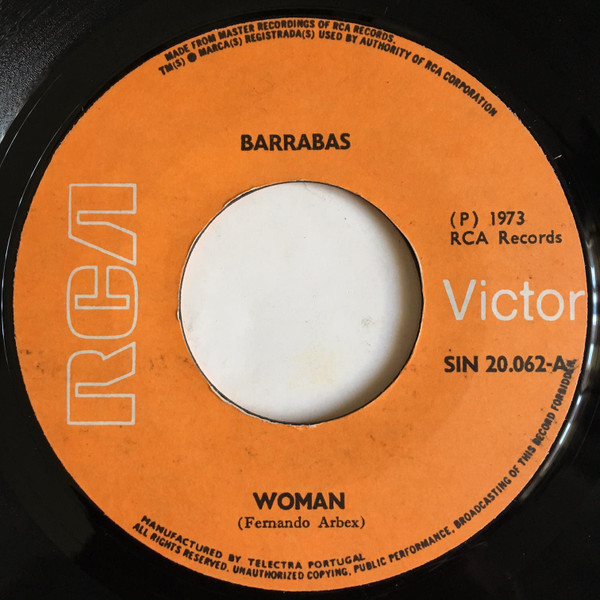 MADE FROM MASTER RECORDINGS OF RCA RECORDS.
TM(S) ® MARCA(S) REGISTRADA(S) USED BY AUTHORITY OF RCA CORPORATION
BARRABAS
(P) 1973
RCA Records
RCA
Victor
SIN 20.062-A
WOMAN
(Fernando Arbex)
MANUFACTURED BY TELECTRA PORTUGAL
ALL RIGHTS RESERVED. UNAUTHORIZED COPYING, PUBLIC PERFORMANCE, BROADCASTING OF THIS RECORD FORBIDDEN